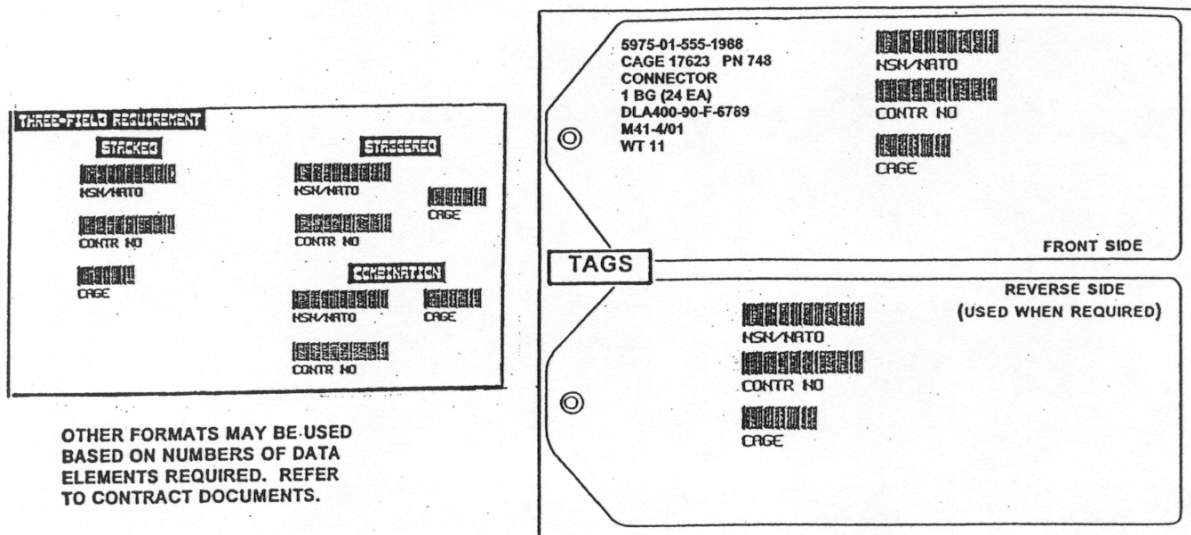 THREE-FIELD REQUIREMENT
STACKED
NSN/NATO
CONTR NO
CAGE
STAGGERED
NSN/NATO
CAGE
CONTR NO
COMBINATION
NSN/NATO
CAGE
CONTR NO
OTHER FORMATS MAY BE USED
BASED ON NUMBERS OF DATA
ELEMENTS REQUIRED. REFER
TO CONTRACT DOCUMENTS.
5975-01-555-1988
CAGE 17623 PN 748
CONNECTOR
1 BG (24 EA)
DLA400-90-F-6789
M41-4/01
WT 11
NSN/NATO
CONTR NO
CAGE
FRONT SIDE
TAGS
REVERSE SIDE
(USED WHEN REQUIRED)
NSN/NATO
CONTR NO
CAGE